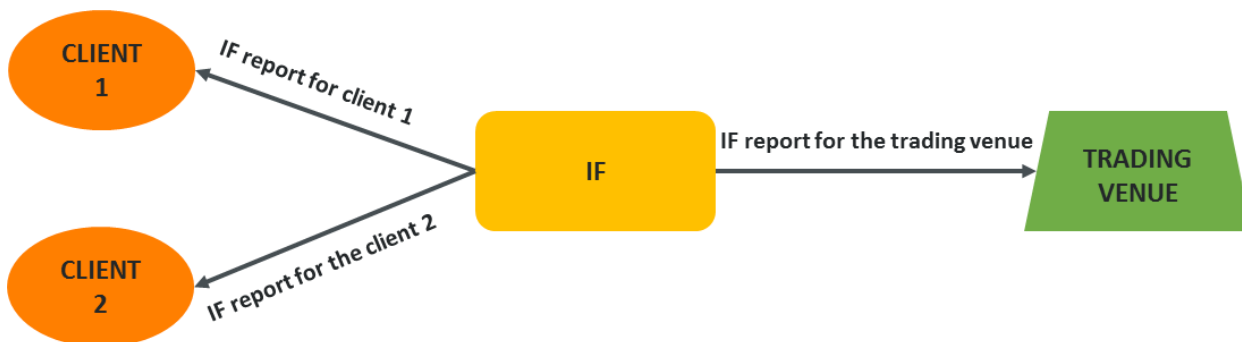 CLIENT
1
IF report for client 1
IF
IF report for the trading venue
TRADING
VENUE
IF report for the client 2
CLIENT
2